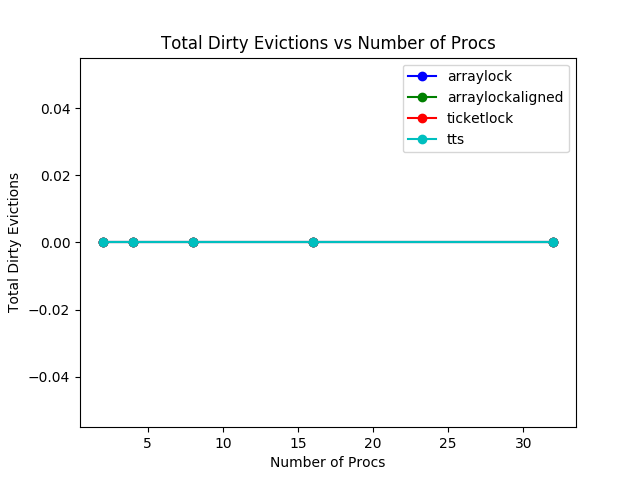 Total Dirty Evictions vs Number of Procs
arraylock
arraylockaligned
ticketlock
tts
0.04
0.02
0.00
−0.02
−0.04
Total Dirty Evictions
5 10 15 20 25 30
Number of Procs